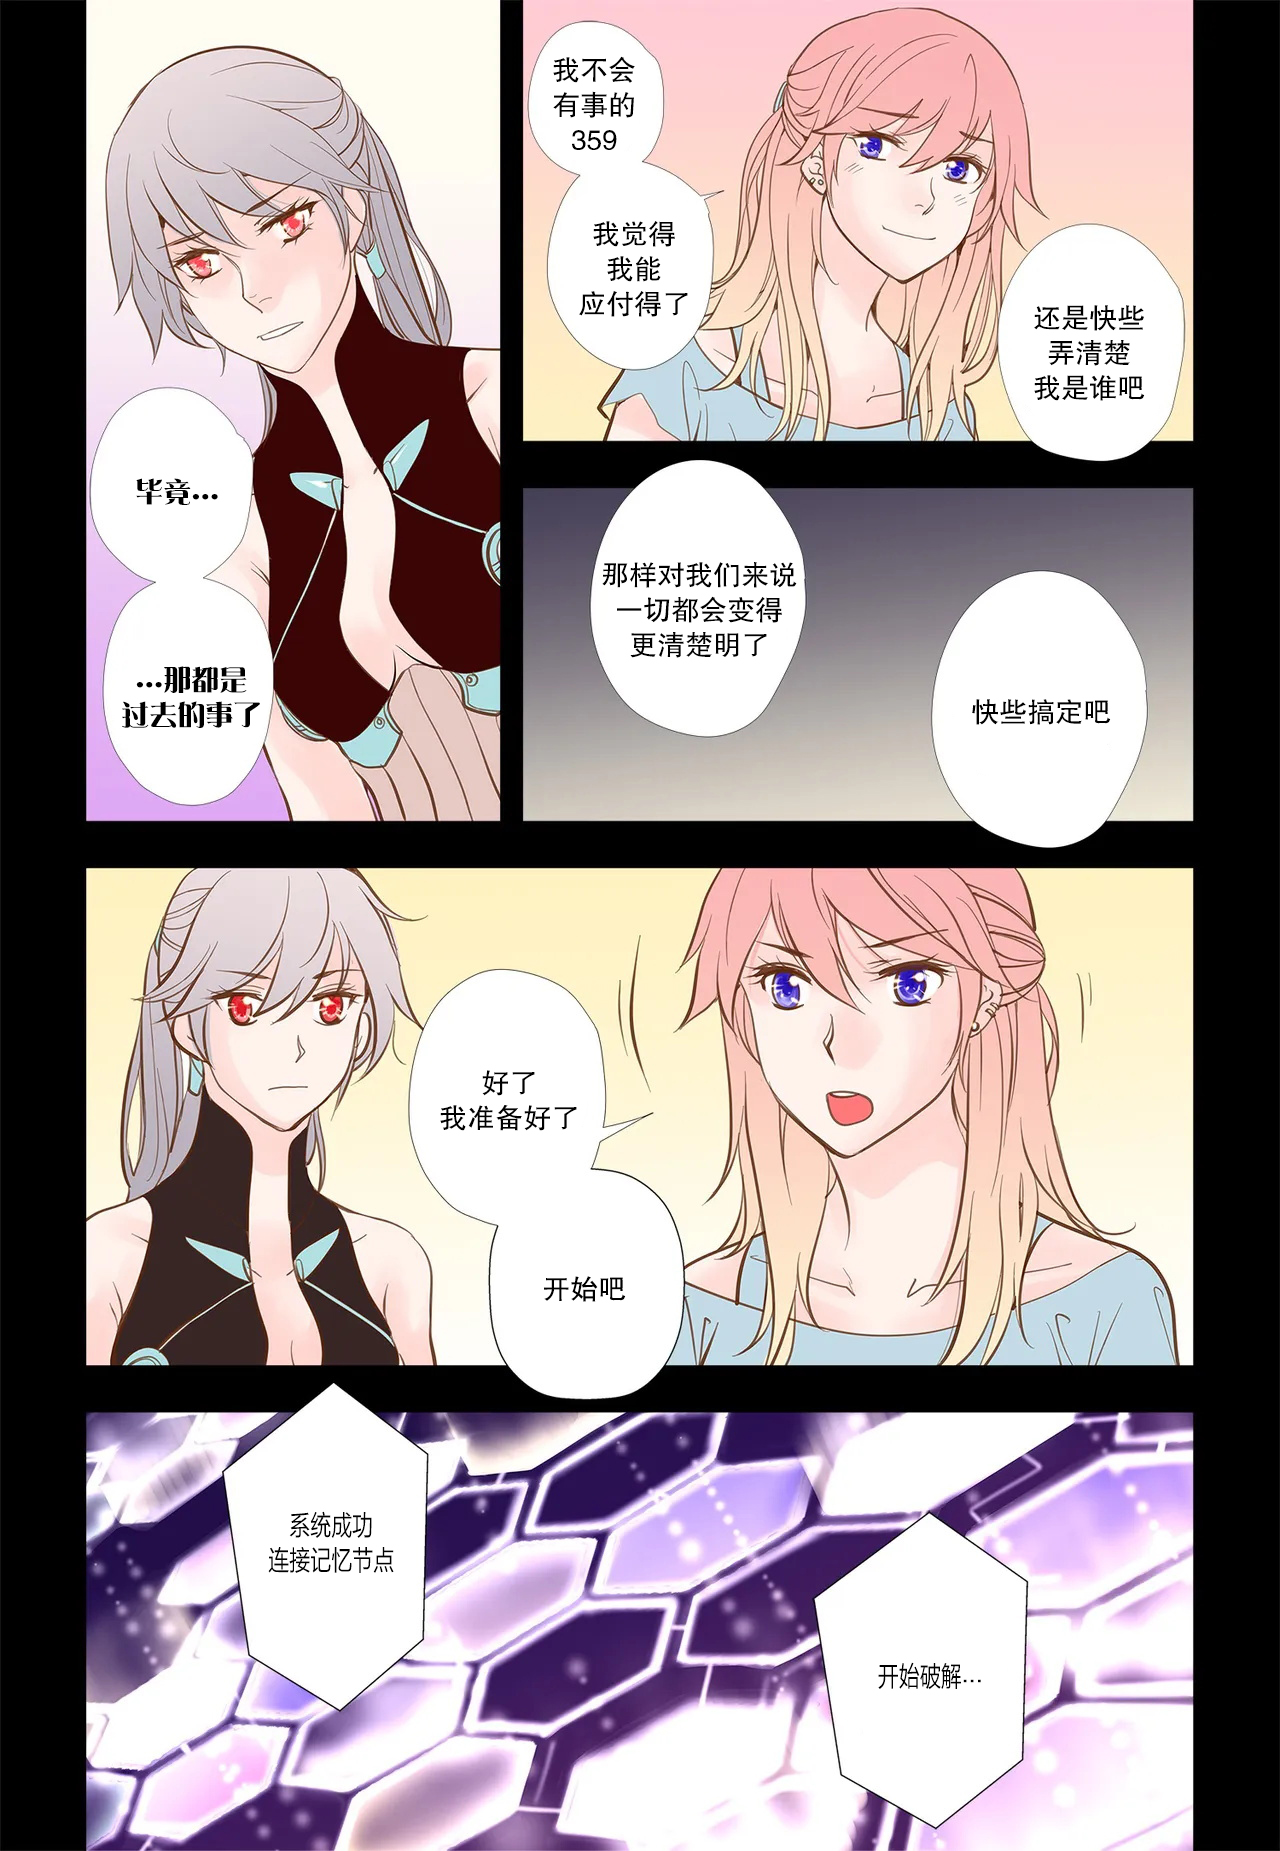 毕竟…
…那都是
过去的事了
我不会
有事的
359
我觉得
我能
应付得了
还是快些
弄清楚
我是谁吧
那样对我们来说
一切都会变得
更清楚明了
快些搞定吧
好了
我准备好了
开始吧
系统成功
连接记忆节点
开始破解…